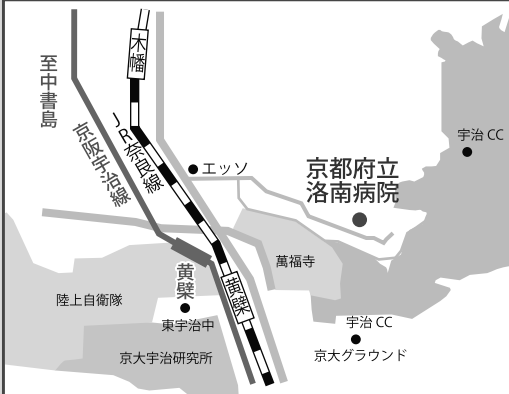 木幡
至中書島
京阪宇治線
JR奈良線
エッソ
宇治CC
京都府立
洛南病院
黄檗
黄檗
萬福寺
陸上自衛隊
東宇治中
京大宇治研究所
宇治CC
京大グラウンド